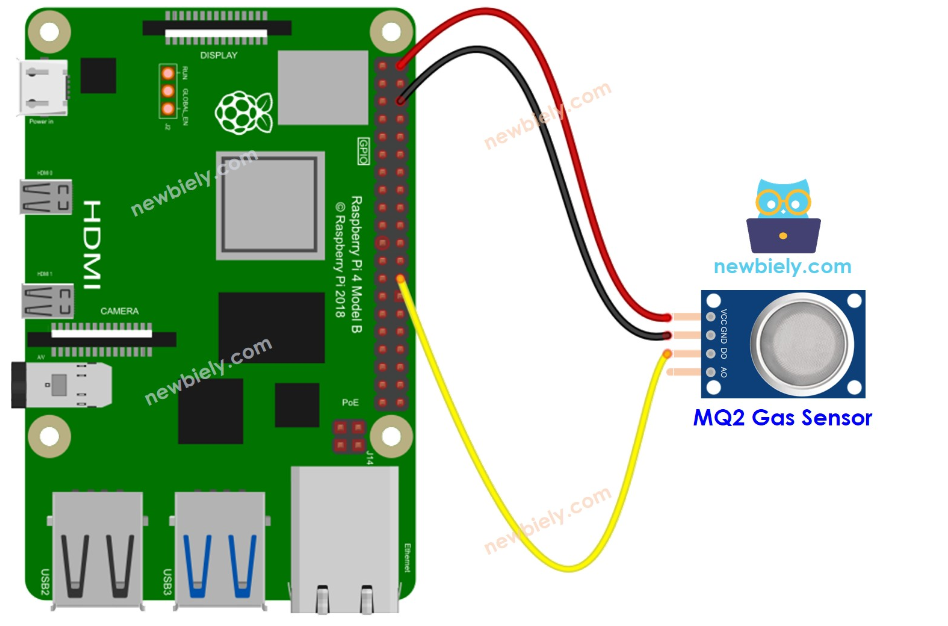 DISPLAY
RUN
GLOBAL_EN
J2
Power in
GPIO
newbiely.com
newbiely.com
HDMI 0
HDMI
Raspberry Pi 4 Model B
© Raspberry Pi 2018
HDMI 1
CAMERA
A/V
newbiely.com
PoE
J14
USB2
USB3
Ethernet
newbiely.com
newbiely.com
VCC
GND
DO
AO
MQ2 Gas Sensor